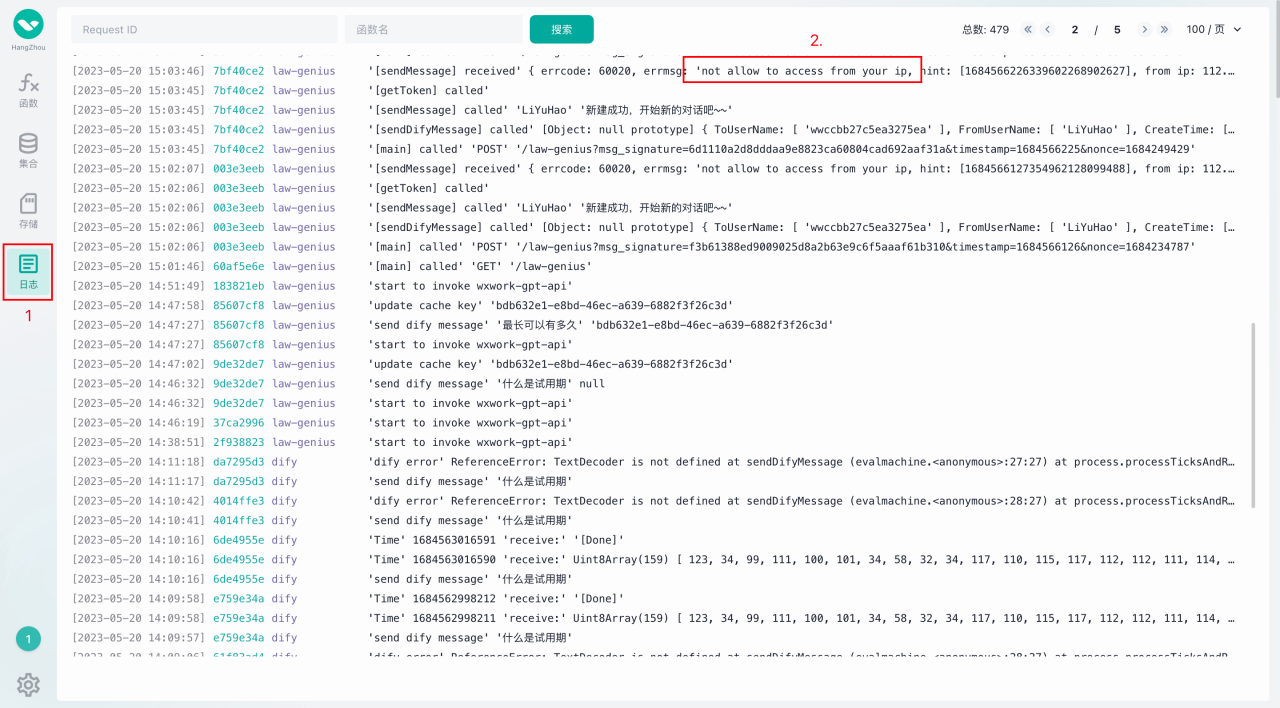 Request ID
函数名
搜索
总数: 479
2 / 5
100 / 页
HangZhou
函数
集合
存储
日志
1
2.
[2023-05-20 15:03:46] 7bf40ce2 law-genius '[sendMessage] received' { errcode: 60020, errmsg: 'not allow to access from your ip, hint: [1684566226339602268902627], from ip: 112.…
[2023-05-20 15:03:45] 7bf40ce2 law-genius '[getToken] called'
[2023-05-20 15:03:45] 7bf40ce2 law-genius '[sendMessage] called' 'LiYuHao' '新建成功，开始新的对话吧~~'
[2023-05-20 15:03:45] 7bf40ce2 law-genius '[sendDifyMessage] called' [Object: null prototype] { ToUserName: [ 'wwccbb27c5ea3275ea' ], FromUserName: [ 'LiYuHao' ], CreateTime: […
[2023-05-20 15:03:45] 7bf40ce2 law-genius '[main] called' 'POST' '/law-genius?msg_signature=6d1110a2d8dddaa9e8823ca60804cad692aaf31a&timestamp=1684566225&nonce=1684249429'
[2023-05-20 15:02:07] 003e3eeb law-genius '[sendMessage] received' { errcode: 60020, errmsg: 'not allow to access from your ip, hint: [1684566127354962128099488], from ip: 112.…
[2023-05-20 15:02:06] 003e3eeb law-genius '[getToken] called'
[2023-05-20 15:02:06] 003e3eeb law-genius '[sendMessage] called' 'LiYuHao' '新建成功，开始新的对话吧~~'
[2023-05-20 15:02:06] 003e3eeb law-genius '[sendDifyMessage] called' [Object: null prototype] { ToUserName: [ 'wwccbb27c5ea3275ea' ], FromUserName: [ 'LiYuHao' ], CreateTime: […
[2023-05-20 15:02:06] 003e3eeb law-genius '[main] called' 'POST' '/law-genius?msg_signature=f3b61388ed9009025d8a2b63e9c6f5aaaf61b310&timestamp=1684566126&nonce=1684234787'
[2023-05-20 15:01:46] 60af5e6e law-genius '[main] called' 'GET' '/law-genius'
[2023-05-20 14:51:49] 183821eb law-genius 'start to invoke wxwork-gpt-api'
[2023-05-20 14:47:58] 85607cf8 law-genius 'update cache key' 'bdb632e1-e8bd-46ec-a639-6882f3f26c3d'
[2023-05-20 14:47:27] 85607cf8 law-genius 'send dify message' '最长可以有多久' 'bdb632e1-e8bd-46ec-a639-6882f3f26c3d'
[2023-05-20 14:47:27] 85607cf8 law-genius 'start to invoke wxwork-gpt-api'
[2023-05-20 14:47:02] 9de32de7 law-genius 'update cache key' 'bdb632e1-e8bd-46ec-a639-6882f3f26c3d'
[2023-05-20 14:46:32] 9de32de7 law-genius 'send dify message' '什么是试用期' null
[2023-05-20 14:46:32] 9de32de7 law-genius 'start to invoke wxwork-gpt-api'
[2023-05-20 14:46:19] 37ca2996 law-genius 'start to invoke wxwork-gpt-api'
[2023-05-20 14:38:51] 2f938823 law-genius 'start to invoke wxwork-gpt-api'
[2023-05-20 14:11:18] da7295d3 dify 'dify error' ReferenceError: TextDecoder is not defined at sendDifyMessage (evalmachine.<anonymous>:27:27) at process.processTicksAndR…
[2023-05-20 14:11:17] da7295d3 dify 'send dify message' '什么是试用期'
[2023-05-20 14:10:42] 4014ffe3 dify 'dify error' ReferenceError: TextDecoder is not defined at sendDifyMessage (evalmachine.<anonymous>:28:27) at process.processTicksAndR…
[2023-05-20 14:10:41] 4014ffe3 dify 'send dify message' '什么是试用期'
[2023-05-20 14:10:16] 6de4955e dify 'Time' 1684563016591 'receive:' '[Done]'
[2023-05-20 14:10:16] 6de4955e dify 'Time' 1684563016590 'receive:' Uint8Array(159) [ 123, 34, 99, 111, 100, 101, 34, 58, 32, 34, 117, 110, 115, 117, 112, 112, 111, 114, …
[2023-05-20 14:10:16] 6de4955e dify 'send dify message' '什么是试用期'
[2023-05-20 14:09:58] e759e34a dify 'Time' 1684562998212 'receive:' '[Done]'
[2023-05-20 14:09:58] e759e34a dify 'Time' 1684562998211 'receive:' Uint8Array(159) [ 123, 34, 99, 111, 100, 101, 34, 58, 32, 34, 117, 110, 115, 117, 112, 112, 111, 114, …
[2023-05-20 14:09:57] e759e34a dify 'send dify message' '什么是试用期'
1